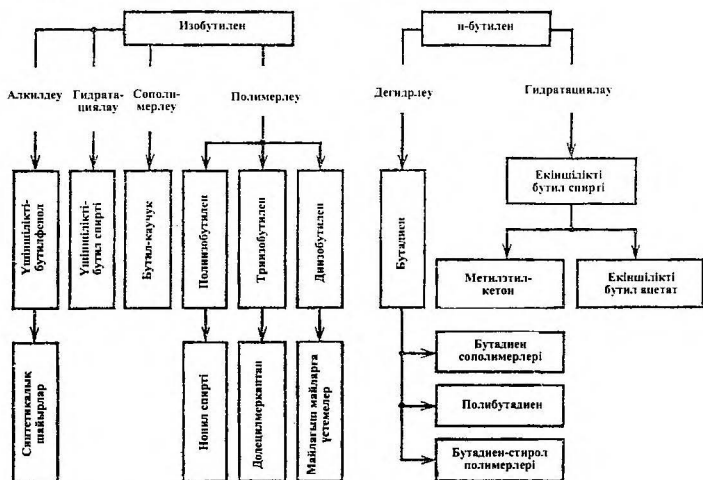 Изобутилен
н-бутилен
Алкилдеу
Гидрата-
циялау
Сополи-
мерлеу
Полимерлеу
Дегидрлеу
Гидратациялау
Үшіншілікті-
бутилфенол
Үшіншілікті-
бутил спирті
Бутил-каучук
Полиизобутилен
Триизобутилен
Диизобутилен
Бутадиен
Екіншілікті
бутил спирті
Метилэтил-
кетон
Екіншілікті
бутил ацетат
Синтетикалық
шайырлар
Нонил спирті
Долецилмеркаптан
Майлағыш майларға
үстемелер
Бутадиен
сополимерлері
Полибутадиен
Бутадиен-стирол
полимерлері